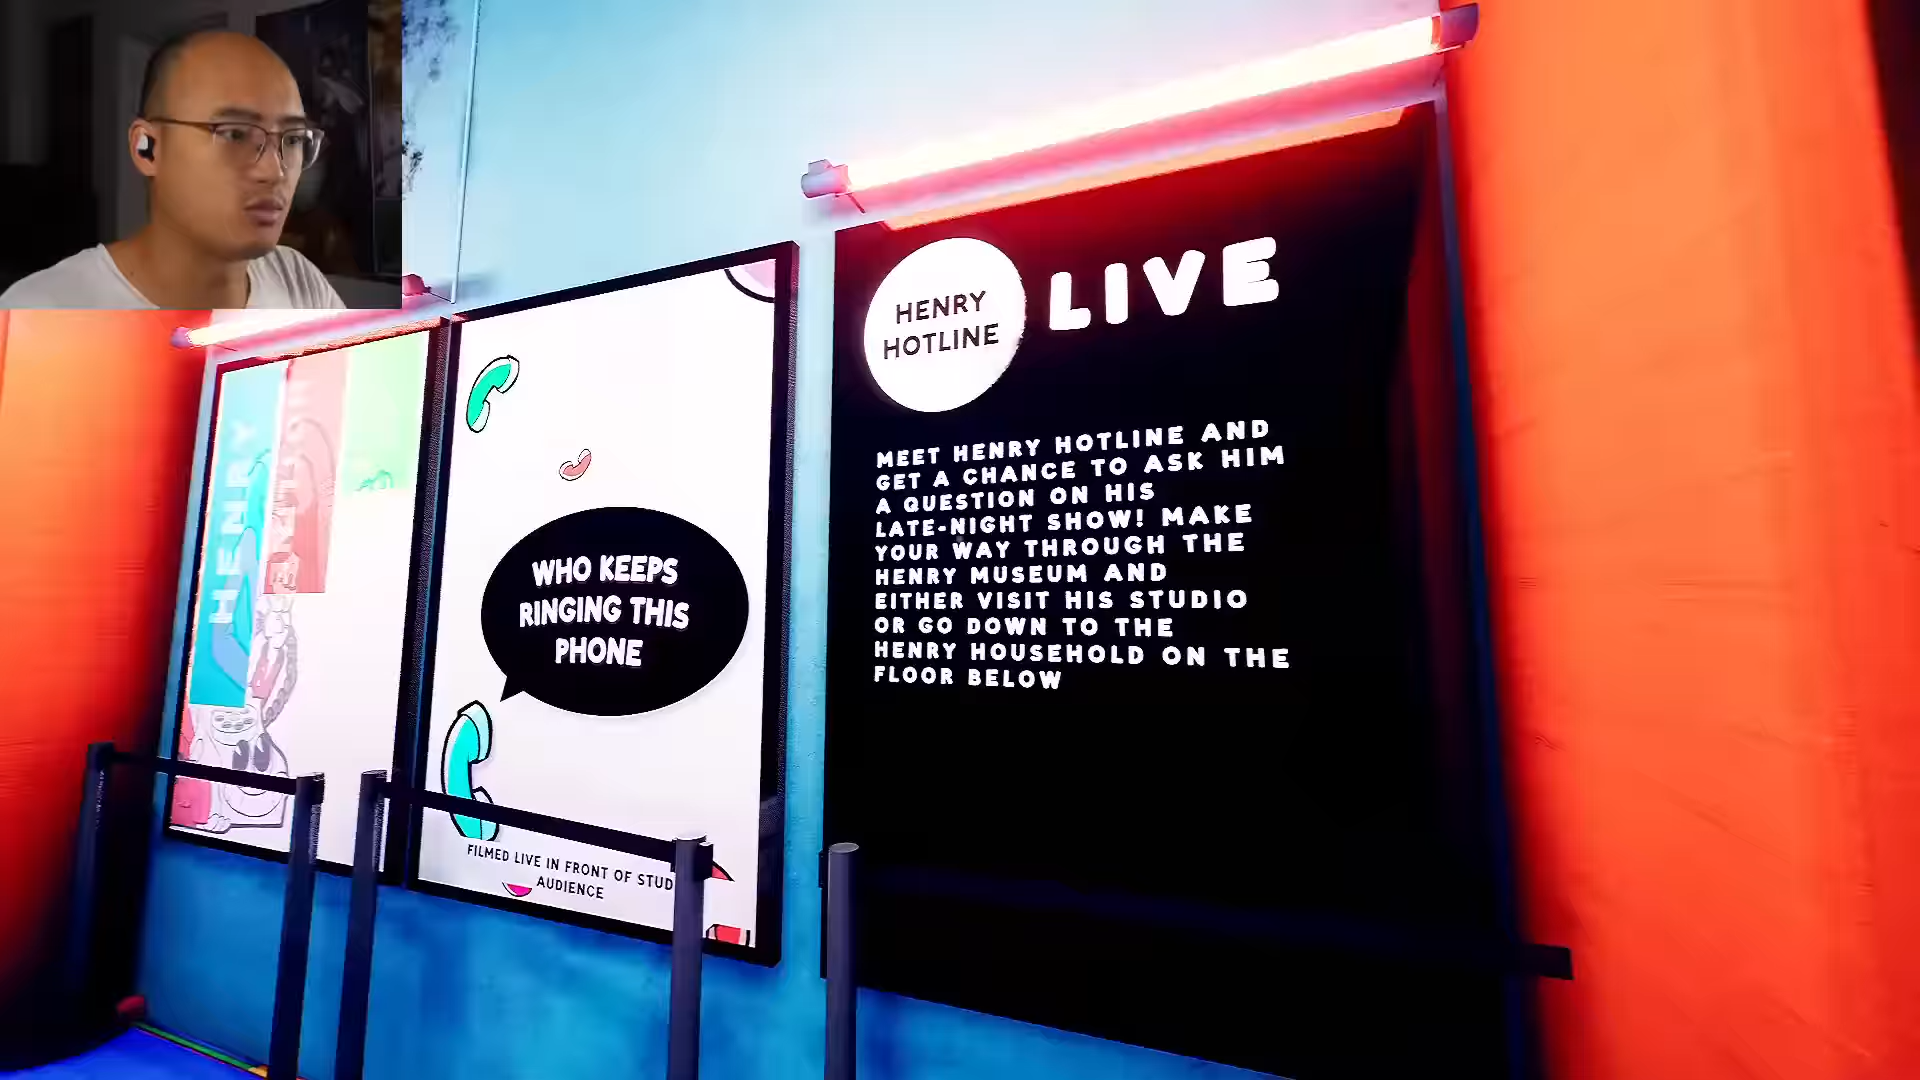 HENRY
HENRY
HOTLINE
LIVE
WHO KEEPS
RINGING THIS
PHONE
FILMED LIVE IN FRONT OF STUD
AUDIENCE
MEET HENRY HOTLINE AND
GET A CHANCE TO ASK HIM
A QUESTION ON HIS
LATE-NIGHT SHOW! MAKE
YOUR WAY THROUGH THE
HENRY MUSEUM AND
EITHER VISIT HIS STUDIO
OR GO DOWN TO THE
HENRY HOUSEHOLD ON THE
FLOOR BELOW